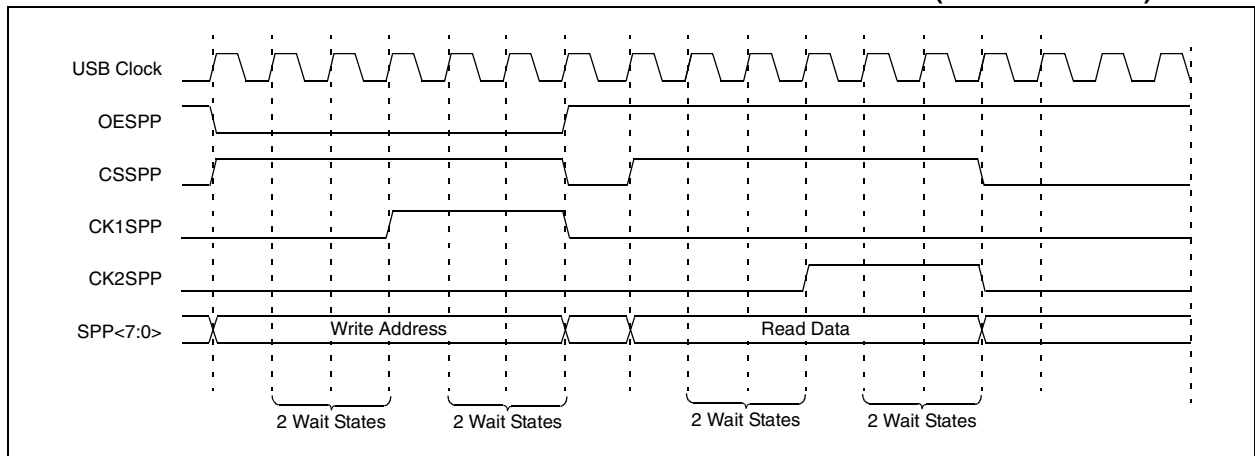 USB Clock
OESPP
CSSPP
CK1SPP
CK2SPP
SPP<7:0>
Write Address
Read Data
2 Wait States
2 Wait States
2 Wait States
2 Wait States